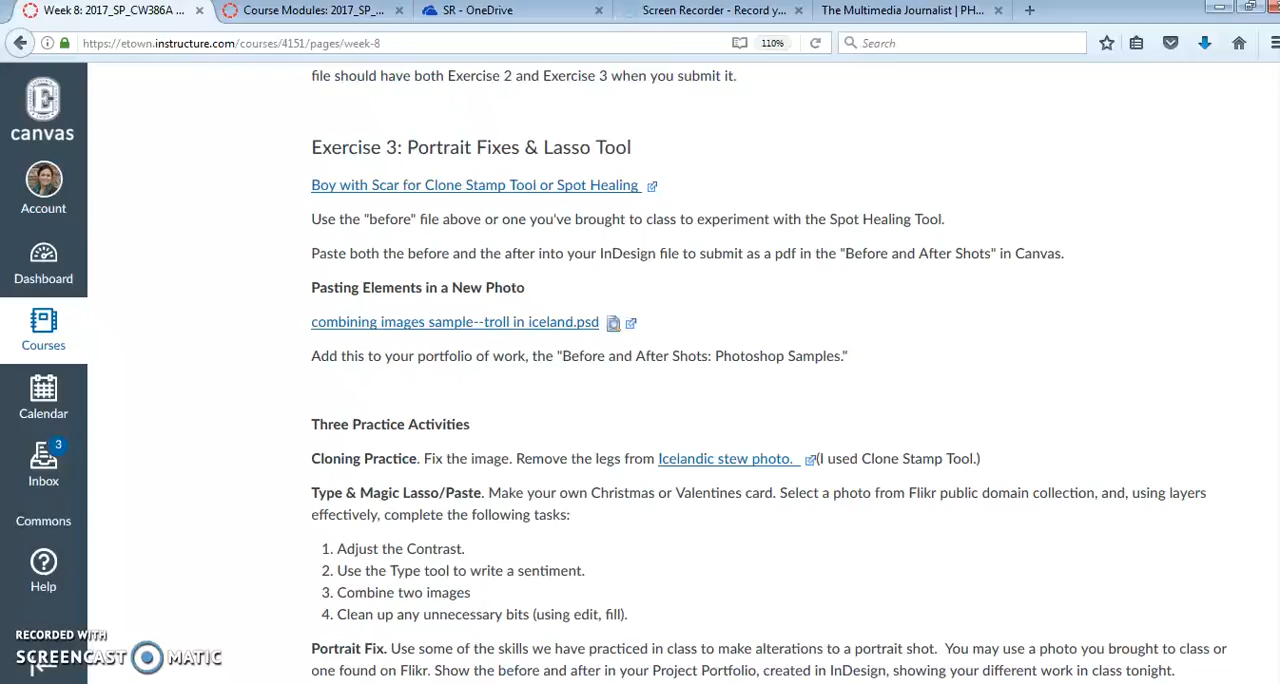 Week 8: 2017_SP_CW386A ...
Course Modules: 2017_SP_...
SR - OneDrive
Screen Recorder - Record y...
The Multimedia Journalist | PH...
https://etown.instructure.com/courses/4151/pages/week-8
110%
Search
file should have both Exercise 2 and Exercise 3 when you submit it.
canvas
Account
Dashboard
Courses
Calendar
3
Inbox
Commons
Help
Exercise 3: Portrait Fixes & Lasso Tool
Boy with Scar for Clone Stamp Tool or Spot Healing
Use the "before" file above or one you've brought to class to experiment with the Spot Healing Tool.
Paste both the before and the after into your InDesign file to submit as a pdf in the "Before and After Shots" in Canvas.
Pasting Elements in a New Photo
combining images sample--troll in iceland.psd
Add this to your portfolio of work, the "Before and After Shots: Photoshop Samples."
Three Practice Activities
Cloning Practice. Fix the image. Remove the legs from Icelandic stew photo. (I used Clone Stamp Tool.)
Type & Magic Lasso/Paste. Make your own Christmas or Valentines card. Select a photo from Flikr public domain collection, and, using layers
effectively, complete the following tasks:
1. Adjust the Contrast.
2. Use the Type tool to write a sentiment.
3. Combine two images
4. Clean up any unnecessary bits (using edit, fill).
Portrait Fix. Use some of the skills we have practiced in class to make alterations to a portrait shot. You may use a photo you brought to class or
one found on Flikr. Show the before and after in your Project Portfolio, created in InDesign, showing your different work in class tonight.
RECORDED WITH
SCREENCAST MATIC